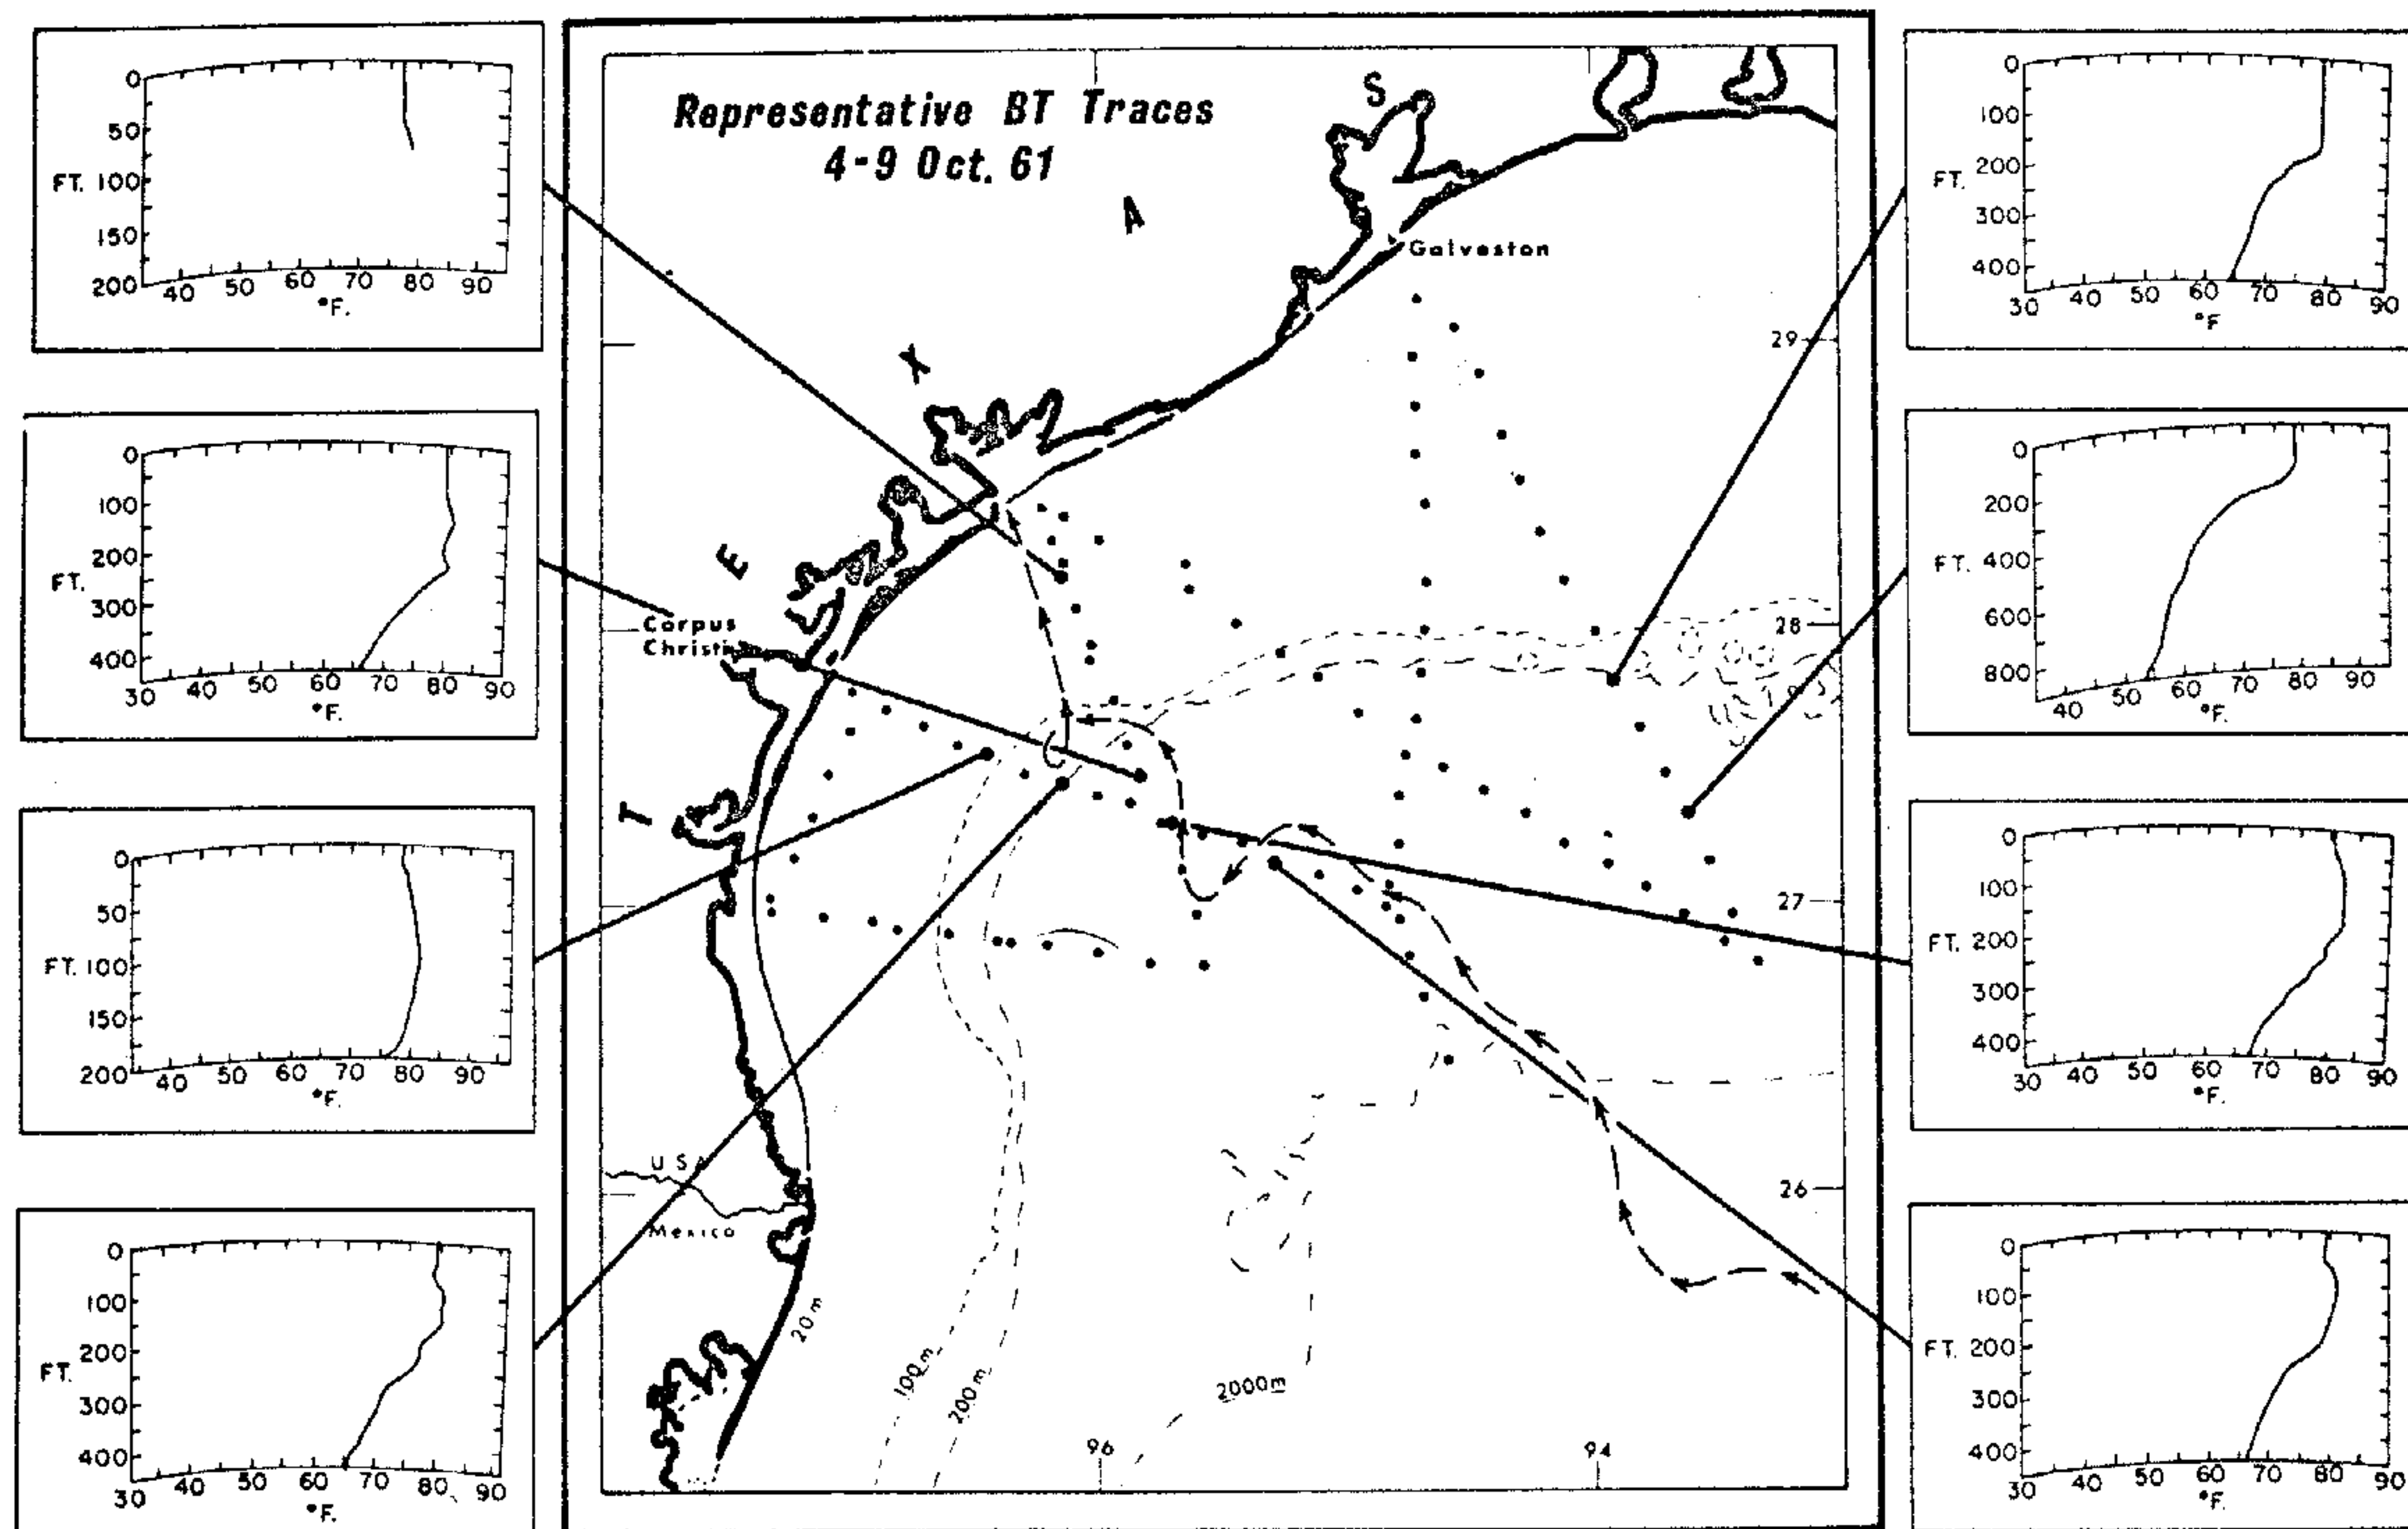 Representative BT Traces
4-9 Oct. 61
T E X A S
Galveston
Corpus
Christi
USA
Mexico
20m
100m
200m
2000m
29
28
27
26
96
94
0
50
FT. 100
150
200
40 50 60 70 80 90
°F.
0
100
200
FT.
300
400
30 40 50 60 70 80 90
°F.
0
50
FT. 100
150
200
40 50 60 70 80 90
°F.
0
100
FT. 200
300
400
30 40 50 60 70 80 90
°F.
0
100
FT. 200
300
400
30 40 50 60 70 80 90
°F
0
200
FT. 400
600
800
40 50 60 70 80 90
°F.
0
100
FT. 200
300
400
30 40 50 60 70 80 90
°F.
0
100
FT. 200
300
400
30 40 50 60 70 80 90
°F.